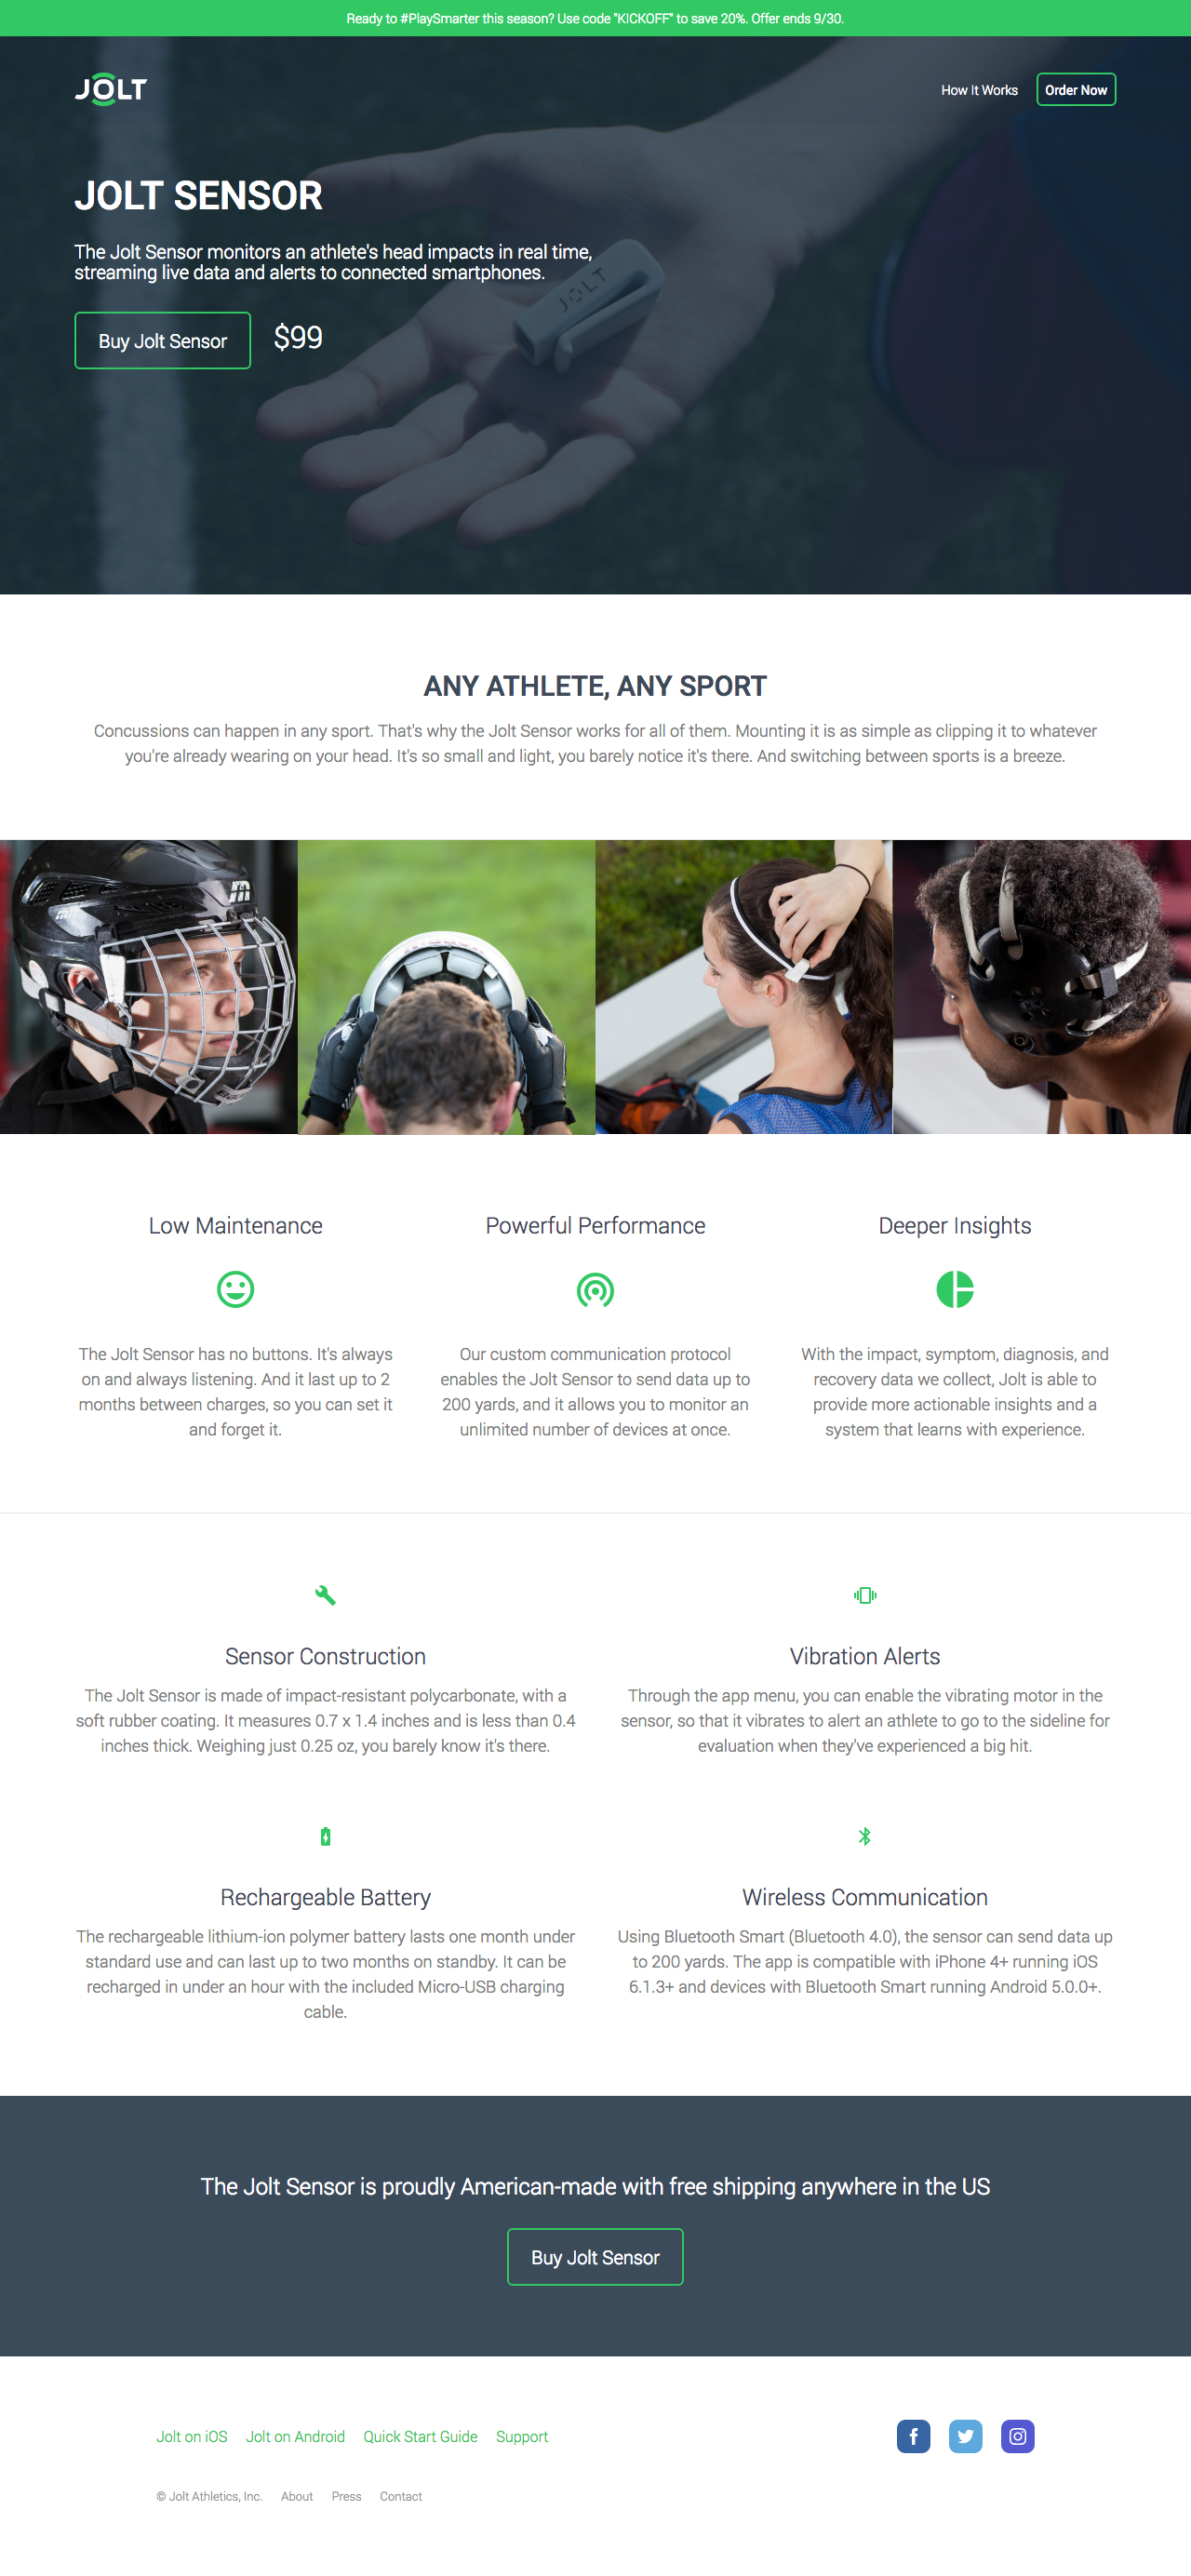 Ready to #PlaySmarter this season? Use code "KICKOFF" to save 20%. Offer ends 9/30.
JOLT
How It Works
Order Now
JOLT SENSOR
The Jolt Sensor monitors an athlete's head impacts in real time,
streaming live data and alerts to connected smartphones.
JOLT
Buy Jolt Sensor
$99
ANY ATHLETE, ANY SPORT
Concussions can happen in any sport. That's why the Jolt Sensor works for all of them. Mounting it is as simple as clipping it to whatever
you're already wearing on your head. It's so small and light, you barely notice it's there. And switching between sports is a breeze.
Low Maintenance
The Jolt Sensor has no buttons. It's always
on and always listening. And it last up to 2
months between charges, so you can set it
and forget it.
Powerful Performance
Our custom communication protocol
enables the Jolt Sensor to send data up to
200 yards, and it allows you to monitor an
unlimited number of devices at once.
Deeper Insights
With the impact, symptom, diagnosis, and
recovery data we collect, Jolt is able to
provide more actionable insights and a
system that learns with experience.
Sensor Construction
The Jolt Sensor is made of impact-resistant polycarbonate, with a
soft rubber coating. It measures 0.7 x 1.4 inches and is less than 0.4
inches thick. Weighing just 0.25 oz, you barely know it's there.
Vibration Alerts
Through the app menu, you can enable the vibrating motor in the
sensor, so that it vibrates to alert an athlete to go to the sideline for
evaluation when they've experienced a big hit.
Rechargeable Battery
The rechargeable lithium-ion polymer battery lasts one month under
standard use and can last up to two months on standby. It can be
recharged in under an hour with the included Micro-USB charging
cable.
Wireless Communication
Using Bluetooth Smart (Bluetooth 4.0), the sensor can send data up
to 200 yards. The app is compatible with iPhone 4+ running iOS
6.1.3+ and devices with Bluetooth Smart running Android 5.0.0+.
The Jolt Sensor is proudly American-made with free shipping anywhere in the US
Buy Jolt Sensor
Jolt on iOS
Jolt on Android
Quick Start Guide
Support
© Jolt Athletics, Inc.
About
Press
Contact